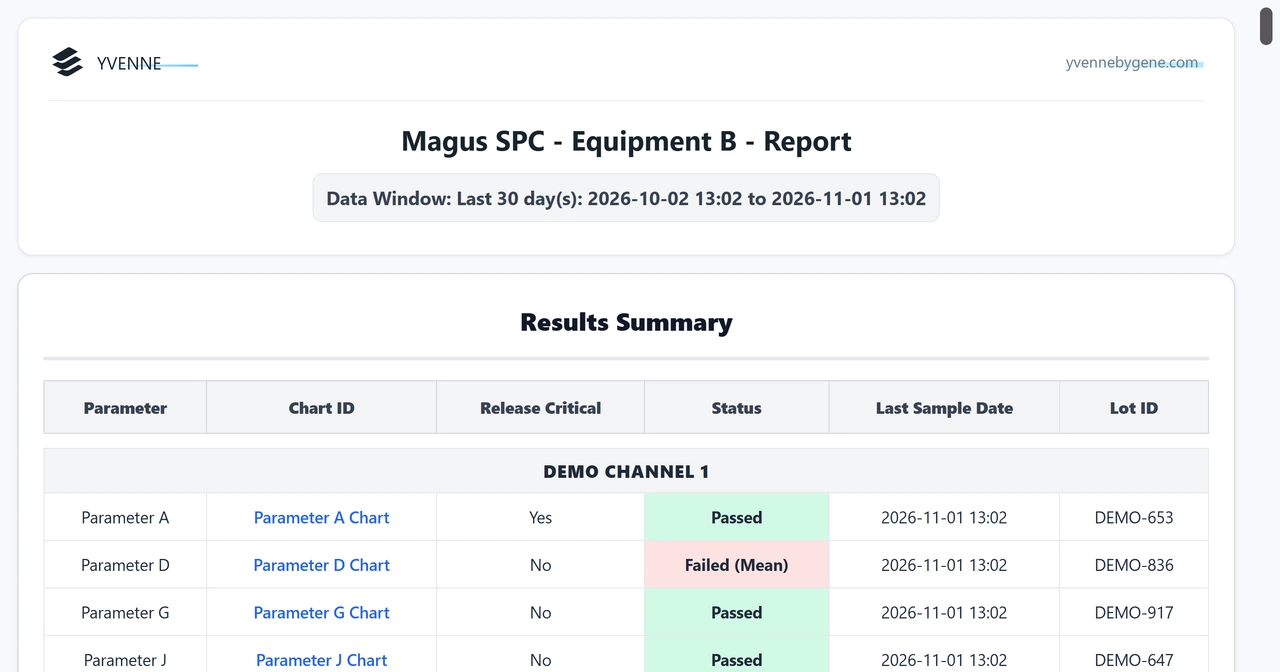 YVENNE
yvennebygene.com
Magus SPC - Equipment B - Report
Data Window: Last 30 day(s): 2026-10-02 13:02 to 2026-11-01 13:02
Results Summary
Parameter Chart ID Release Critical Status Last Sample Date Lot ID
DEMO CHANNEL 1
Parameter A Parameter A Chart Yes Passed 2026-11-01 13:02 DEMO-653
Parameter D Parameter D Chart No Failed (Mean) 2026-11-01 13:02 DEMO-836
Parameter G Parameter G Chart No Passed 2026-11-01 13:02 DEMO-917
Parameter J Parameter J Chart No Passed 2026-11-01 13:02 DEMO-647